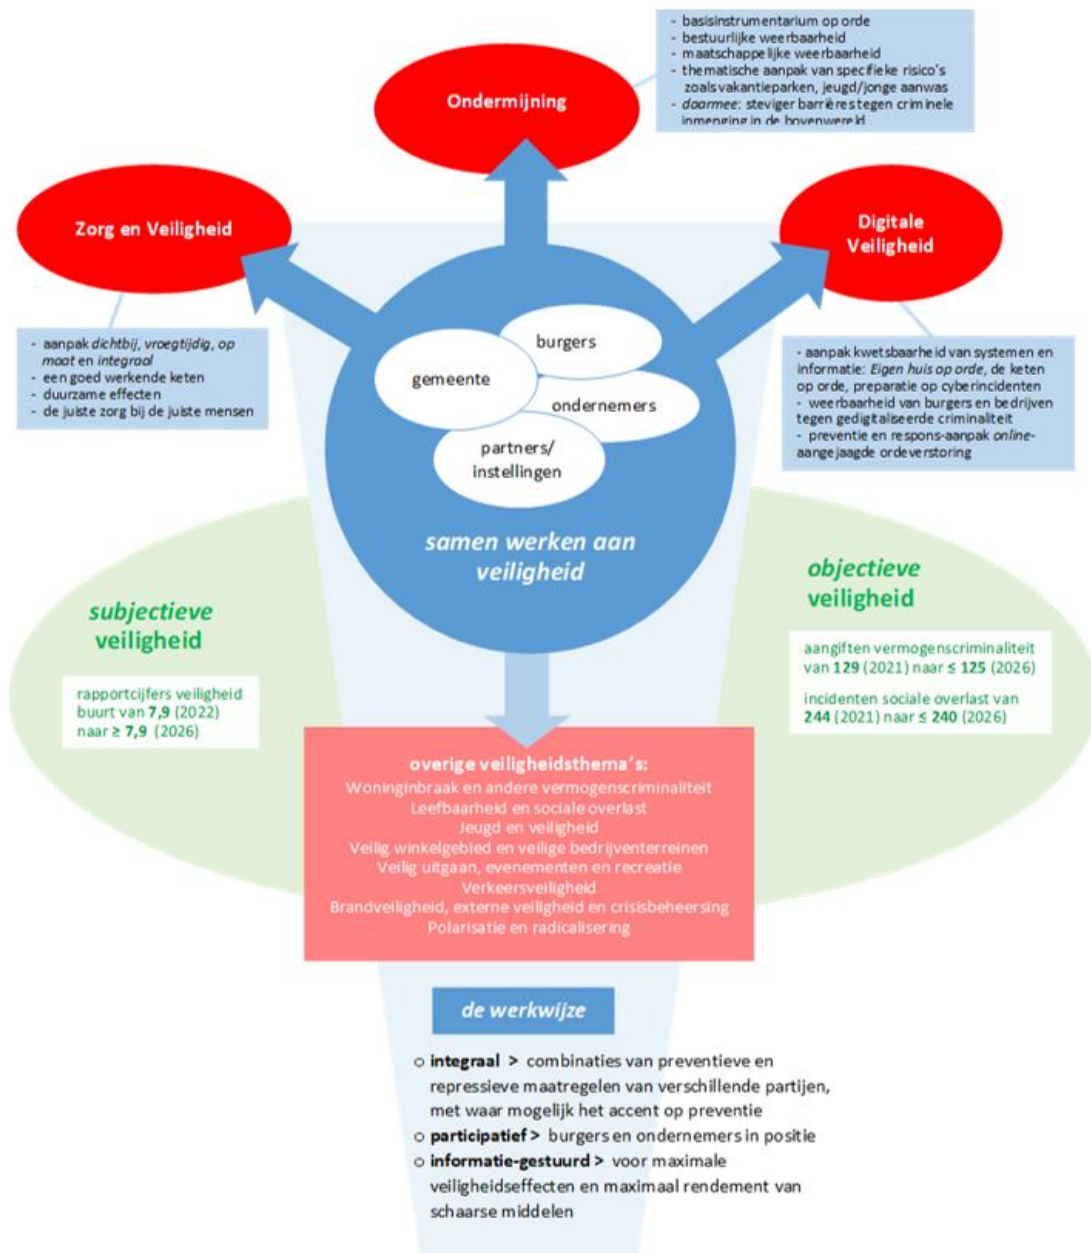 - basisinstrumentarium op orde
- bestuurlijke weerbaarheid
- maatschappelijke weerbaarheid
- thematische aanpak van specifieke risico's
zoals vakantieparken, jeugd/jonge aanwas
- daarmee: steviger barrières tegen criminele
inmenging in de bovenwereld
Ondermijning
Zorg en Veiligheid
Digitale
Veiligheid
- aanpak dichtbij, vroegtijdig, op
maat en integraal
- een goed werkende keten
- duurzame effecten
- de juiste zorg bij de juiste mensen
burgers
gemeente
ondernemers
partners/
instellingen
samen werken aan
veiligheid
- aanpak kwetsbaarheid van systemen en
informatie: Eigen huis op orde, de keten
op orde, preparatie op cyberincidenten
- weerbaarheid van burgers en bedrijven
tegen gedigitaliseerde criminaliteit
- preventie en respons-aanpak online-
aangejaagde ordeverstoring
subjectieve
veiligheid
rapportcijfers veiligheid
buurt van 7,9 (2022)
naar ≥ 7,9 (2026)
objectieve
veiligheid
aangiften vermogenscriminaliteit
van 129 (2021) naar ≤ 125 (2026)
incidenten sociale overlast van
244 (2021) naar ≤ 240 (2026)
overige veiligheidsthema's:
Woninginbraak en andere vermogenscriminaliteit
Leefbaarheid en sociale overlast
Jeugd en veiligheid
Veilig winkelgebied en veilige bedrijventerreinen
Veilig uitgaan, evenementen en recreatie
Verkeersveiligheid
Brandveiligheid, externe veiligheid en crisisbeheersing
Polarisatie en radicalisering
de werkwijze
o integraal > combinaties van preventieve en
repressieve maatregelen van verschillende partijen,
met waar mogelijk het accent op preventie
o participatief > burgers en ondernemers in positie
o informatie-gestuurd > voor maximale
veiligheidseffecten en maximaal rendement van
schaarse middelen